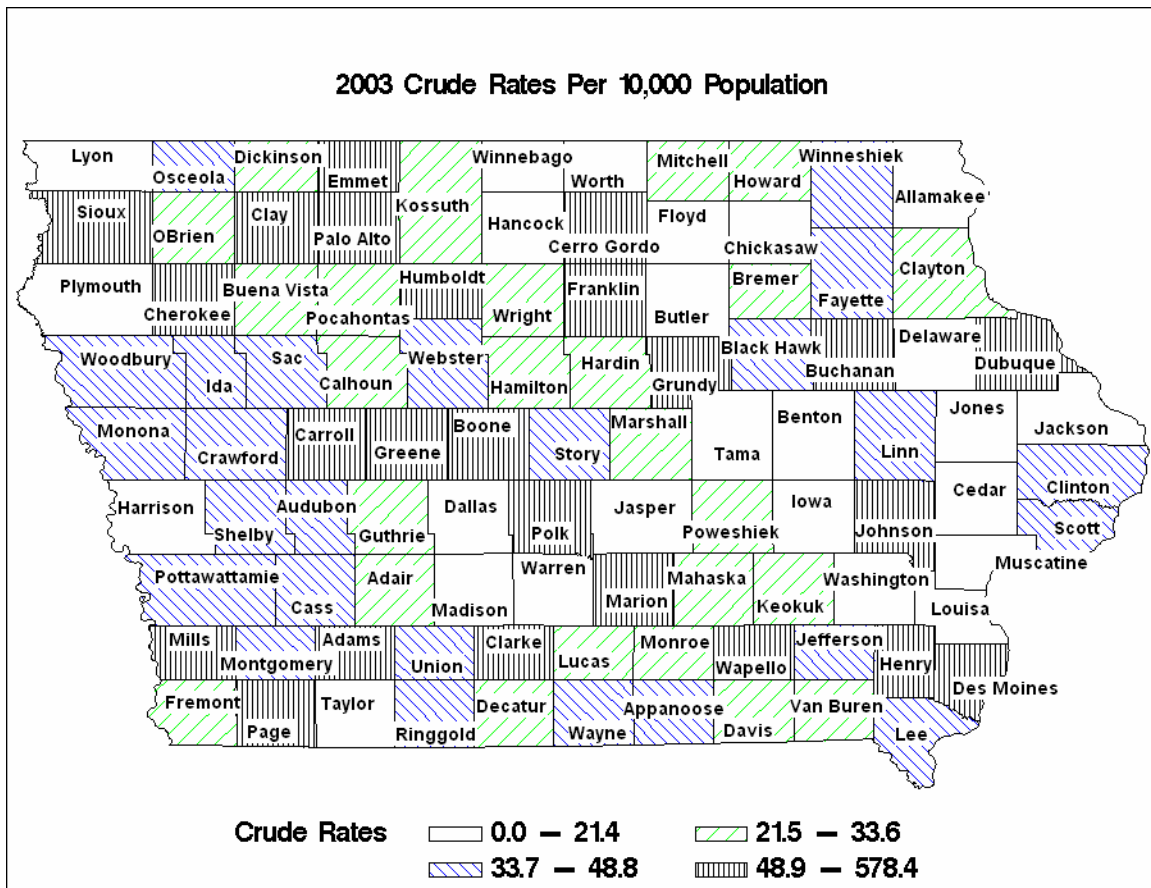 2003 Crude Rates Per 10,000 Population
Lyon
Osceola
Dickinson
Emmet
Kossuth
Winnebago
Worth
Mitchell
Howard
Winneshiek
Allamakee
Sioux
OBrien
Clay
Palo Alto
Hancock
Cerro Gordo
Floyd
Chickasaw
Fayette
Clayton
Plymouth
Cherokee
Buena Vista
Pocahontas
Humboldt
Wright
Franklin
Butler
Bremer
Woodbury
Ida
Sac
Calhoun
Webster
Hamilton
Hardin
Grundy
Black Hawk
Buchanan
Delaware
Dubuque
Monona
Crawford
Carroll
Greene
Boone
Story
Marshall
Tama
Benton
Linn
Jones
Jackson
Clinton
Harrison
Shelby
Audubon
Guthrie
Dallas
Polk
Jasper
Poweshiek
Iowa
Johnson
Cedar
Scott
Muscatine
Pottawattamie
Cass
Adair
Madison
Warren
Marion
Mahaska
Keokuk
Washington
Louisa
Mills
Montgomery
Adams
Union
Clarke
Lucas
Monroe
Wapello
Jefferson
Henry
Des Moines
Fremont
Page
Taylor
Ringgold
Decatur
Wayne
Appanoose
Davis
Van Buren
Lee
Crude Rates 0.0 – 21.4 21.5 – 33.6
33.7 – 48.8 48.9 – 578.4